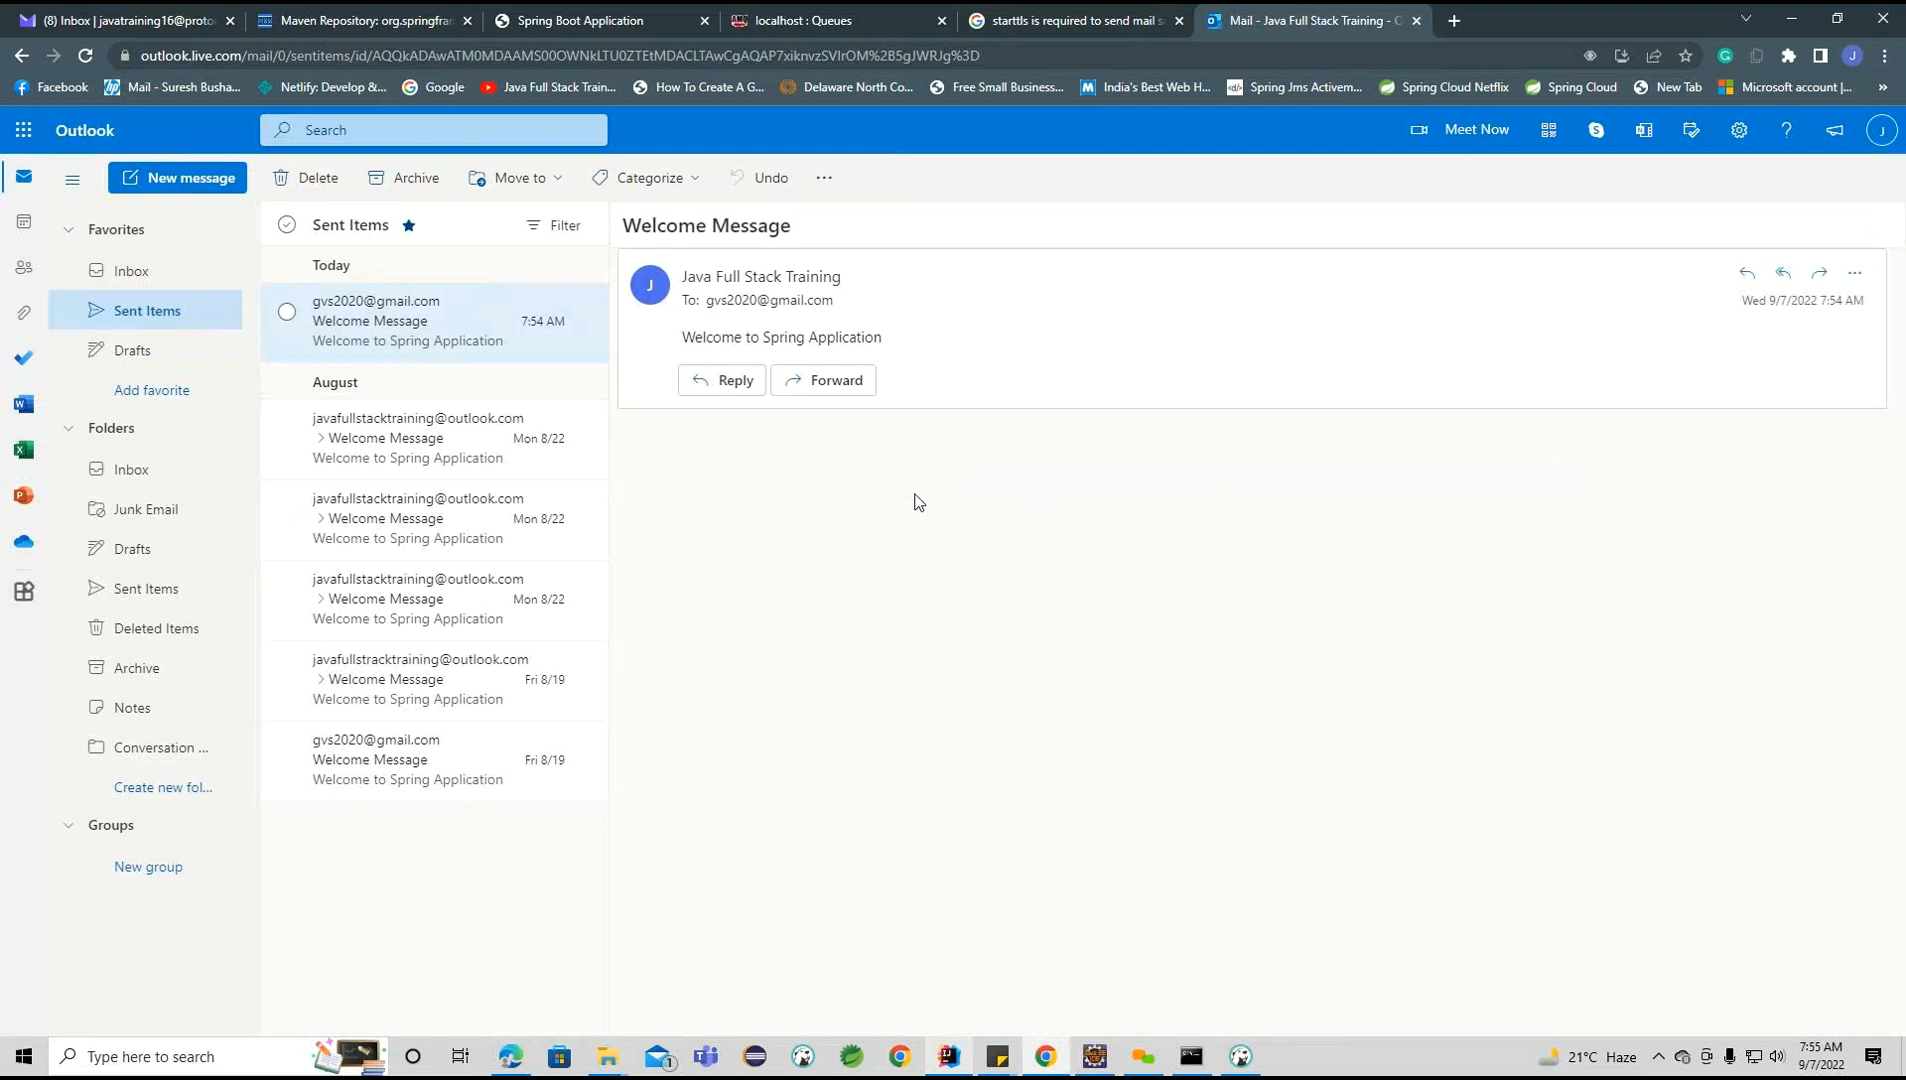 (8) Inbox | javatraining16@proto
Maven Repository: org.springfran
Spring Boot Application
localhost : Queues
starttls is required to send mail s
Mail - Java Full Stack Training - O
outlook.live.com/mail/0/sentitems/id/AQQkADAwATM0MDAAMS00OWNkLTU0ZTEtMDACLTAwCgAQAP7xiknvzSVIrOM%2B5gJWRJg%3D
J
Facebook
Mail - Suresh Busha...
Netlify: Develop &...
Google
Java Full Stack Train...
How To Create A G...
Delaware North Co...
Free Small Business...
India's Best Web H...
Spring Jms Activem...
Spring Cloud Netflix
Spring Cloud
New Tab
Microsoft account |...
Outlook
Search
Meet Now
J
New message
Delete
Archive
Move to
Categorize
Undo
Favorites
Inbox
Sent Items
Drafts
Add favorite
Folders
Inbox
Junk Email
Drafts
Sent Items
Deleted Items
Archive
Notes
Conversation ...
Create new fol...
Groups
New group
Sent Items
Filter
Today
gvs2020@gmail.com
Welcome Message 7:54 AM
Welcome to Spring Application
August
javafullstacktraining@outlook.com
Welcome Message Mon 8/22
Welcome to Spring Application
javafullstacktraining@outlook.com
Welcome Message Mon 8/22
Welcome to Spring Application
javafullstacktraining@outlook.com
Welcome Message Mon 8/22
Welcome to Spring Application
javafullstracktraining@outlook.com
Welcome Message Fri 8/19
Welcome to Spring Application
gvs2020@gmail.com
Welcome Message Fri 8/19
Welcome to Spring Application
Welcome Message
J
Java Full Stack Training
To: gvs2020@gmail.com
Wed 9/7/2022 7:54 AM
Welcome to Spring Application
Reply
Forward
Type here to search
1
21°C Haze
7:55 AM
9/7/2022